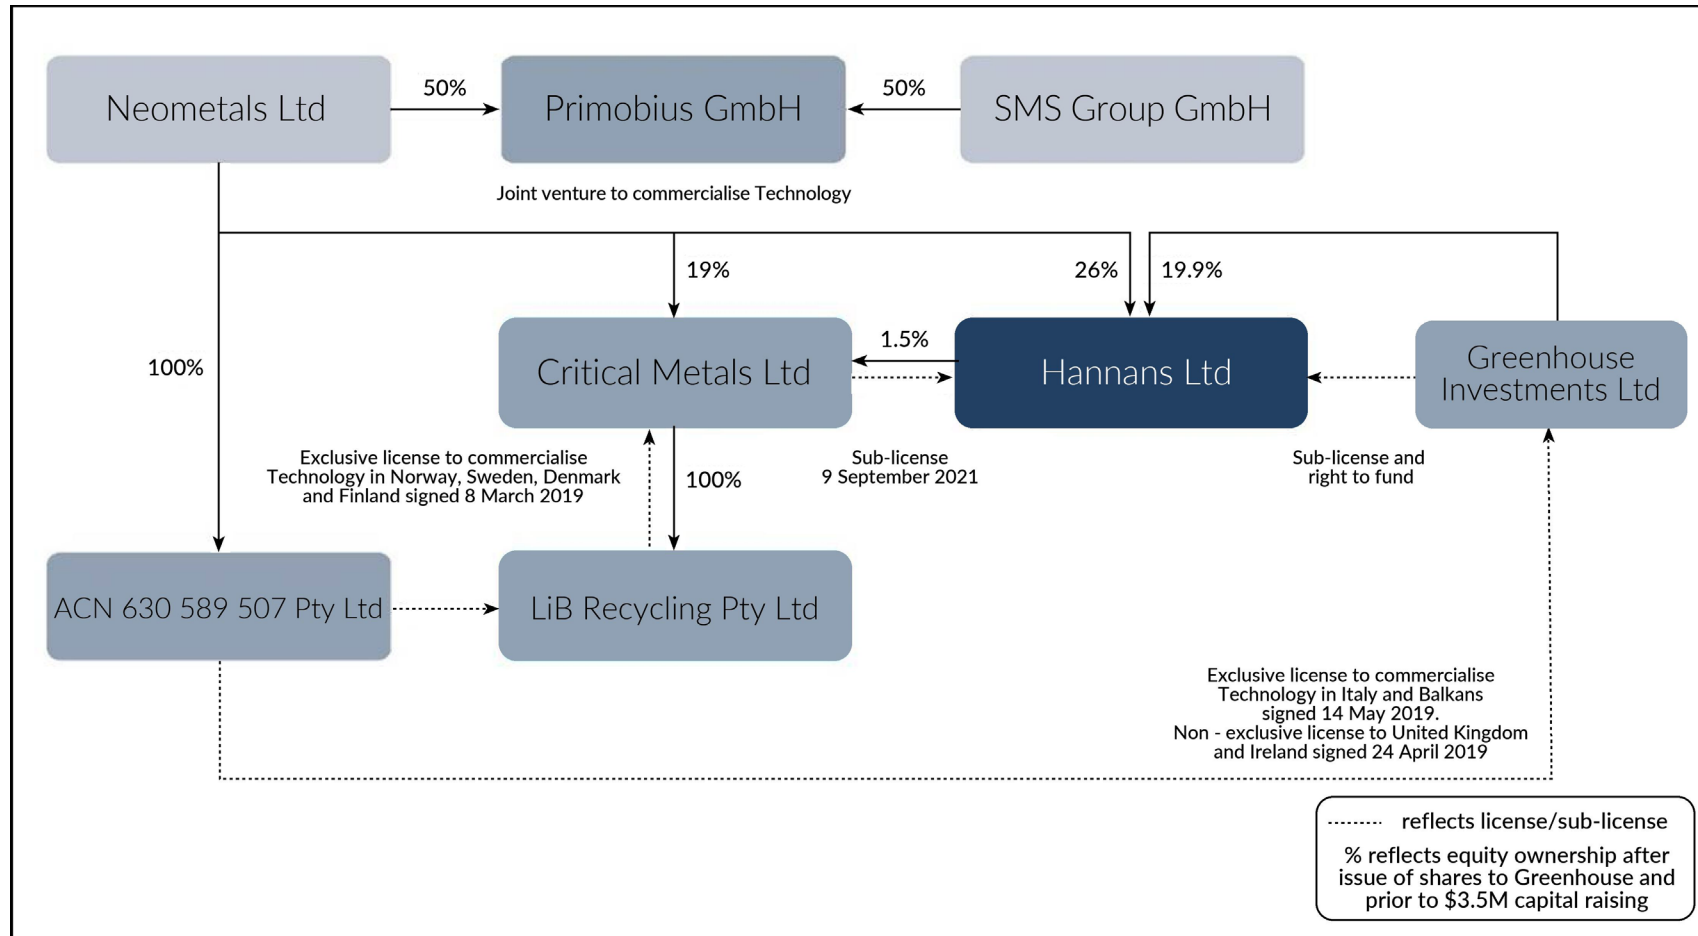 Neometals Ltd
50%
Primobius GmbH
50%
SMS Group GmbH
Joint venture to commercialise Technology
19%
26%
19.9%
100%
Critical Metals Ltd
1.5%
Hannans Ltd
Greenhouse
Investments Ltd
Exclusive license to commercialise
Technology in Norway, Sweden, Denmark
and Finland signed 8 March 2019
100%
Sub-license
9 September 2021
Sub-license and
right to fund
ACN 630 589 507 Pty Ltd
LiB Recycling Pty Ltd
Exclusive license to commercialise
Technology in Italy and Balkans
signed 14 May 2019.
Non - exclusive license to United Kingdom
and Ireland signed 24 April 2019
reflects license/sub-license
% reflects equity ownership after
issue of shares to Greenhouse and
prior to $3.5M capital raising